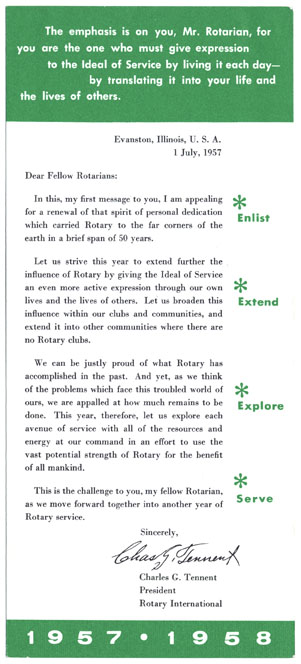 The emphasis is on you, Mr. Rotarian, for
you are the one who must give expression
to the Ideal of Service by living it each day—
by translating it into your life and
the lives of others.
Evanston, Illinois, U. S. A.
1 July, 1957
Dear Fellow Rotarians:
In this, my first message to you, I am appealing
for a renewal of that spirit of personal dedication
which carried Rotary to the far corners of the
earth in a brief span of 50 years.
* Enlist
Let us strive this year to extend further the
influence of Rotary by giving the Ideal of Service
an even more active expression through our own
lives and the lives of others. Let us broaden this
influence within our clubs and communities, and
extend it into other communities where there are
no Rotary clubs.
* Extend
We can be justly proud of what Rotary has
accomplished in the past. And yet, as we think
of the problems which face this troubled world of
ours, we are appalled at how much remains to be
done. This year, therefore, let us explore each
avenue of service with all of the resources and
energy at our command in an effort to use the
vast potential strength of Rotary for the benefit
of all mankind.
* Explore
This is the challenge to you, my fellow Rotarian,
as we move forward together into another year of
Rotary service.
* Serve
Sincerely,
Chas. G. Tennent
Charles G. Tennent
President
Rotary International
1957 • 1958